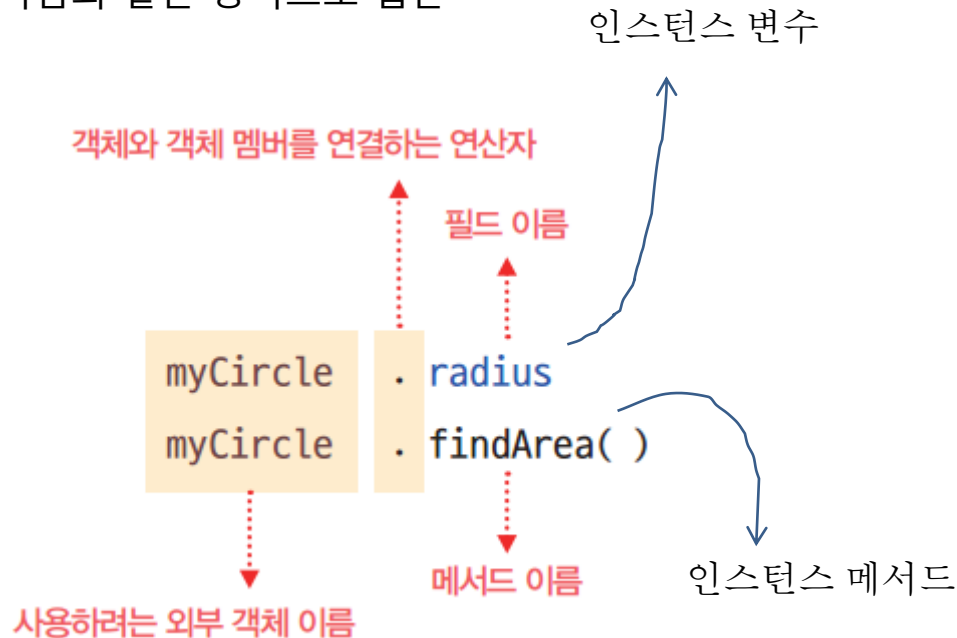 인스턴스 변수
객체와 객체 멤버를 연결하는 연산자
필드 이름
myCircle . radius
myCircle . findArea( )
메서드 이름
인스턴스 메서드
사용하려는 외부 객체 이름